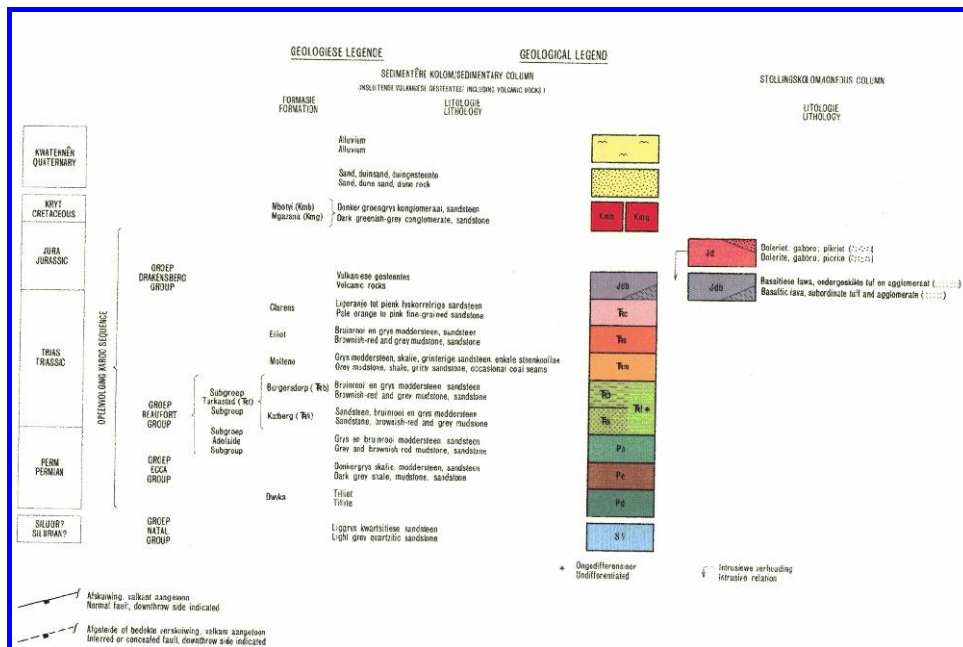 GEOLOGIESE LEGENDE
GEOLOGICAL LEGEND
SEDIMENTÊRE KOLOM/SEDIMENTARY COLUMN
(INSLUITENDE VULKANIESE GESTEENTES/ INCLUDING VOLCANIC ROCKS)
STOLLINGSKOLOM/IGNEOUS COLUMN
FORMASIE
FORMATION
LITOLOGIE
LITHOLOGY
LITOLOGIE
LITHOLOGY
KWATERNÊR
QUATERNARY
Alluvium
Alluvium
Sand, duinsand, duingesteente
Sand, dune sand, dune rock
KRYT
CRETACEOUS
Mbotyi (Kmb)
Mgazana (Kmg)
Donker groengrys konglomeraat, sandsteen
Dark greenish-grey conglomerate, sandstone
Kmb
Kmg
JURA
JURASSIC
Jd
Doleriet, gabbro; pikriet
Dolerite, gabbro; picrite
GROEP
DRAKENSBERG
GROUP
Vulkaniese gesteentes
Volcanic rocks
Jdb
Jdb
Basaltiese lawa, ondergeskikte tuf en agglomeraat
Basaltic lava, subordinate tuff and agglomerate
OPEENVOLGING KAROO SEQUENCE
TRIAS
TRIASSIC
Clarens
Ligoranje tot pienk fynkorrelrige sandsteen
Pale orange to pink fine-grained sandstone
Elliot
Bruinrooi en grys moddersteen, sandsteen
Brownish-red and grey mudstone, sandstone
Molteno
Grys moddersteen, skalie, grinterige sandsteen, enkele steenkoollae
Grey mudstone, shale, gritty sandstone, occasional coal seams
GROEP
BEAUFORT
GROUP
Subgroep
Tarkastad
Subgroup
Burgersdorp
Bruinrooi en grys moddersteen, sandsteen
Brownish-red and grey mudstone, sandstone
Katberg
Sandsteen, bruinrooi en grys moddersteen
Sandstone, brownish-red and grey mudstone
Subgroep
Adelaide
Subgroup
Grys en bruinrooi moddersteen, sandsteen
Grey and brownish red mudstone, sandstone
Pa
PERM
PERMIAN
GROEP
ECCA
GROUP
Donkergrys skalie, moddersteen, sandsteen
Dark grey shale, mudstone, sandstone
Pe
Dwyka
Tilliet
Tillite
Pd
SILUUR?
SILURIAN?
GROEP
NATAL
GROUP
Liggrys kwartsitiese sandsteen
Light grey quartzitic sandstone
* Ongedifferensieer
Undifferentiated
Intrusiewe verhouding
Intrusive relation
Afskuiwing, valkant aangetoon
Normal fault, downthrow side indicated
Afgeleide of bedekte verskuiwing, valkant aangetoon
Inferred or concealed fault, downthrow side indicated